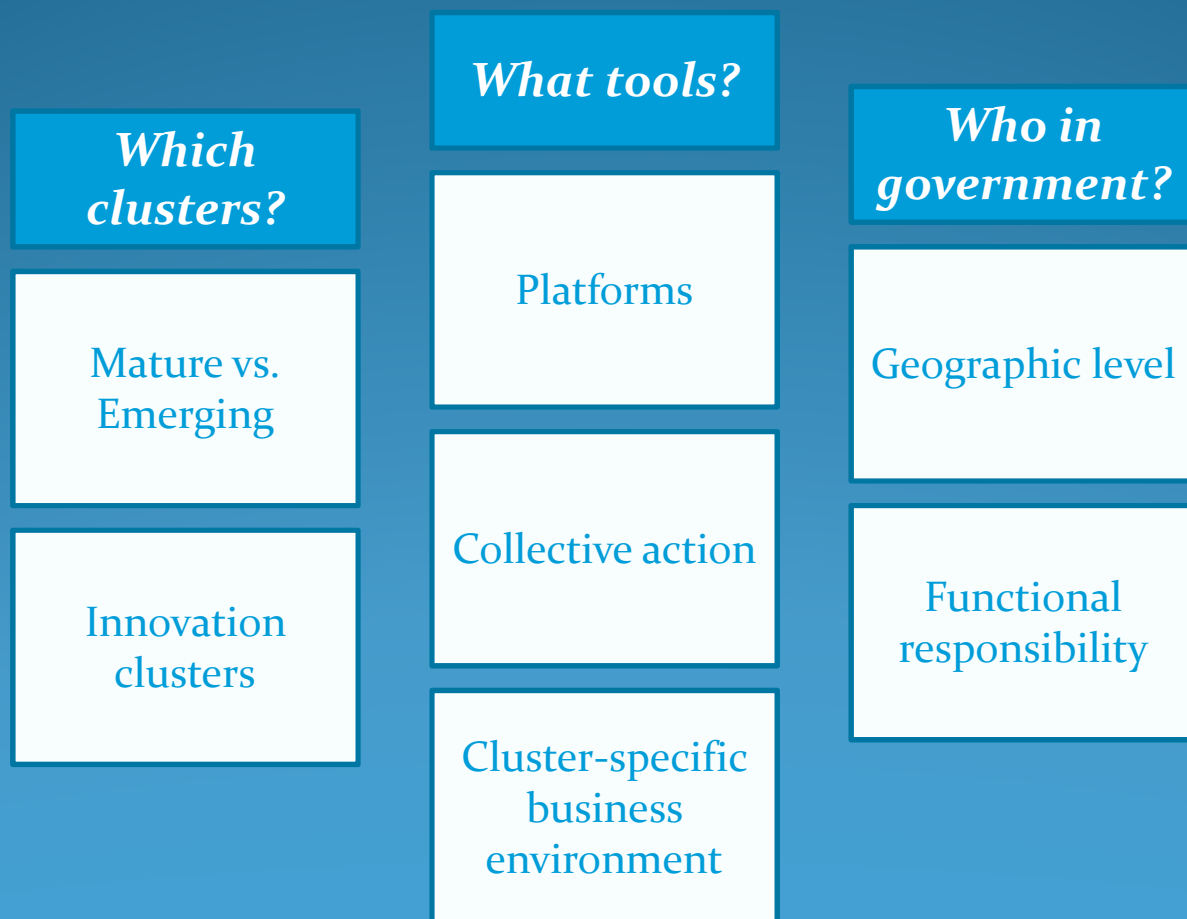 Which
clusters?
Mature vs.
Emerging
Innovation
clusters
What tools?
Platforms
Collective action
Cluster-specific
business
environment
Who in
government?
Geographic level
Functional
responsibility